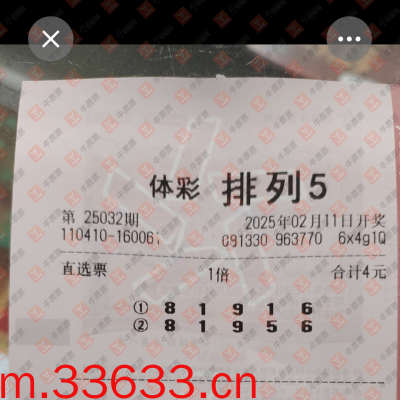 体彩 排列5
第 25032期 2025年02月11日开奖
110410-16006 091330 963770 6x4g1Q
直选票 1倍 合计4元
① 8 1 9 1 6
② 8 1 9 5 6
m.33633.cn